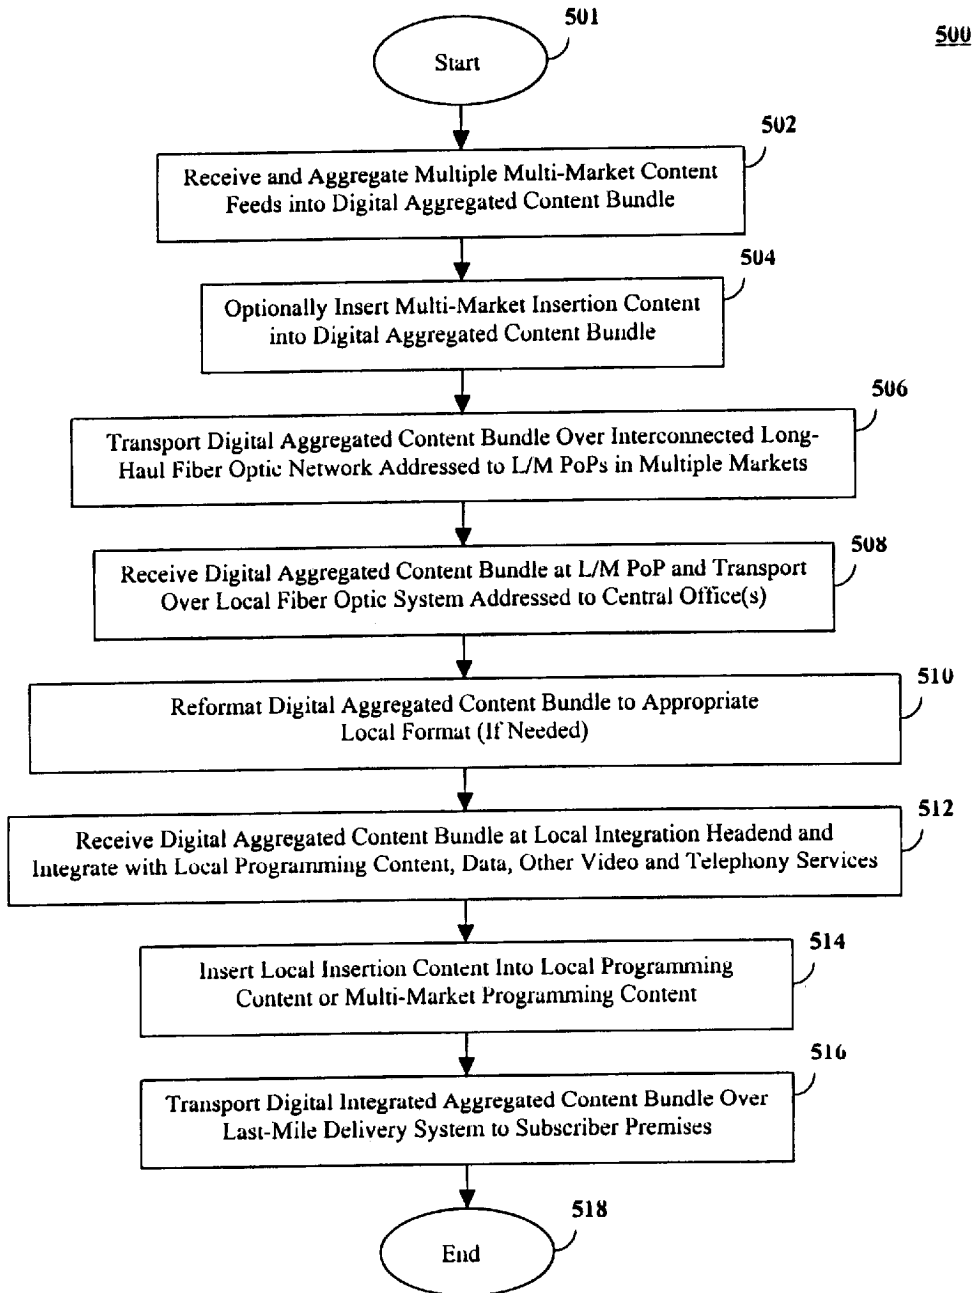 500
501
Start
502
Receive and Aggregate Multiple Multi-Market Content
Feeds into Digital Aggregated Content Bundle
504
Optionally Insert Multi-Market Insertion Content
into Digital Aggregated Content Bundle
506
Transport Digital Aggregated Content Bundle Over Interconnected Long-
Haul Fiber Optic Network Addressed to L/M PoPs in Multiple Markets
508
Receive Digital Aggregated Content Bundle at L/M PoP and Transport
Over Local Fiber Optic System Addressed to Central Office(s)
510
Reformat Digital Aggregated Content Bundle to Appropriate
Local Format (If Needed)
512
Receive Digital Aggregated Content Bundle at Local Integration Headend and
Integrate with Local Programming Content, Data, Other Video and Telephony Services
514
Insert Local Insertion Content Into Local Programming
Content or Multi-Market Programming Content
516
Transport Digital Integrated Aggregated Content Bundle Over
Last-Mile Delivery System to Subscriber Premises
518
End